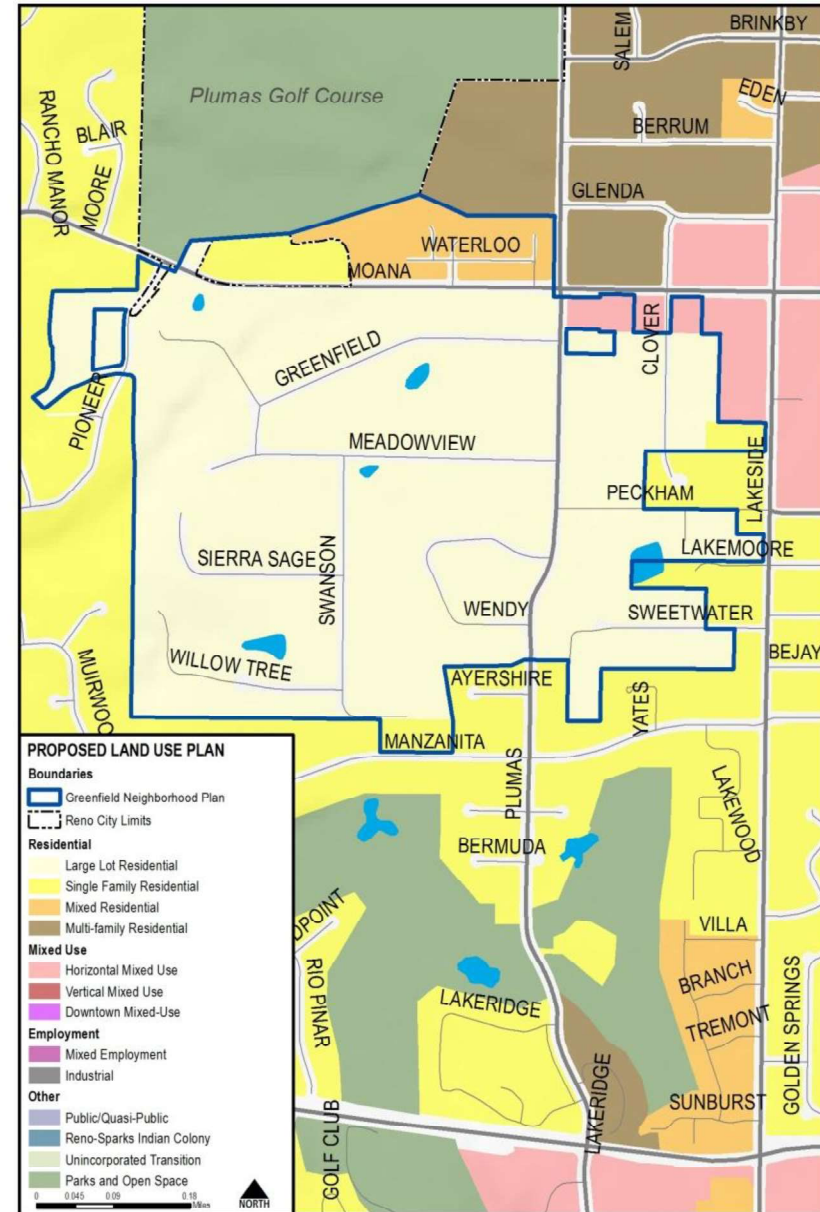 BRINKBY
SALEM
EDEN
Plumas Golf Course
RANCHO MANOR
BLAIR
BERRUM
MOORE
GLENDA
WATERLOO
MOANA
CLOVER
GREENFIELD
PIONEER
MEADOWVIEW
LAKESIDE
PECKHAM
LAKEMOORE
SIERRA SAGE
SWANSON
WENDY
SWEETWATER
WILLOW TREE
BEJAY
MUIRWOO
AYERSHIRE
YATES
MANZANITA
PLUMAS
LAKEWOOD
BERMUDA
DPOINT
VILLA
RIO PINAR
BRANCH
LAKERIDGE
TREMONT
GOLDEN SPRINGS
LAKERIDGE
SUNBURST
GOLF CLUB
PROPOSED LAND USE PLAN
Boundaries
Greenfield Neighborhood Plan
Reno City Limits
Residential
Large Lot Residential
Single Family Residential
Mixed Residential
Multi-family Residential
Mixed Use
Horizontal Mixed Use
Vertical Mixed Use
Downtown Mixed-Use
Employment
Mixed Employment
Industrial
Other
Public/Quasi-Public
Reno-Sparks Indian Colony
Unincorporated Transition
Parks and Open Space
0 0.045 0.09 0.18
Miles
NORTH